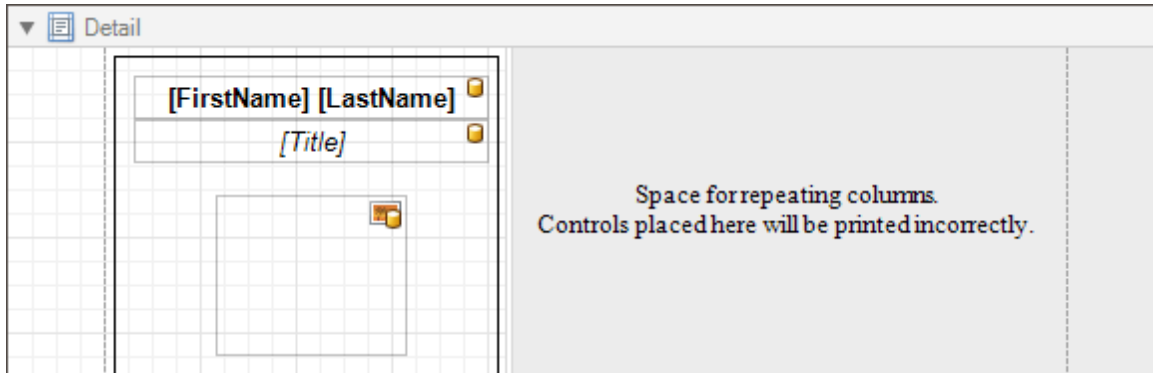 Detail
[FirstName] [LastName]
[Title]
Space for repeating columns.
Controls placed here will be printed incorrectly.